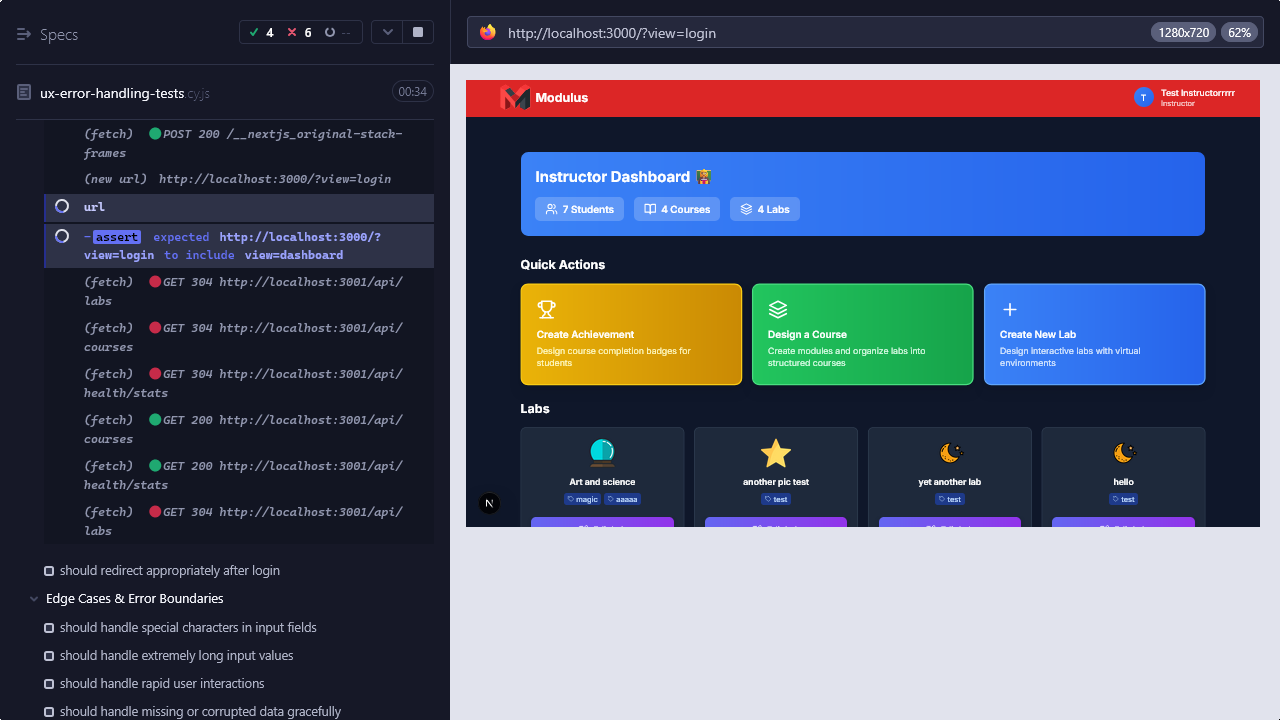 Specs
4 6 --
ux-error-handling-tests.cy.js
00:34
(fetch) POST 200 /__nextjs_original-stack-
frames
(new url) http://localhost:3000/?view=login
url
-assert expected http://localhost:3000/?
view=login to include view=dashboard
(fetch) GET 304 http://localhost:3001/api/
labs
(fetch) GET 304 http://localhost:3001/api/
courses
(fetch) GET 304 http://localhost:3001/api/
health/stats
(fetch) GET 200 http://localhost:3001/api/
courses
(fetch) GET 200 http://localhost:3001/api/
health/stats
(fetch) GET 304 http://localhost:3001/api/
labs
should redirect appropriately after login
Edge Cases & Error Boundaries
should handle special characters in input fields
should handle extremely long input values
should handle rapid user interactions
should handle missing or corrupted data gracefully
http://localhost:3000/?view=login
1280x720 62%
Modulus
T
Test Instructorrrrr
Instructor
Instructor Dashboard
7 Students
4 Courses
4 Labs
Quick Actions
Create Achievement
Design course completion badges for
students
Design a Course
Create modules and organize labs into
structured courses
Create New Lab
Design interactive labs with virtual
environments
Labs
Art and science
magic aaaaa
another pic test
test
yet another lab
test
hello
test
N